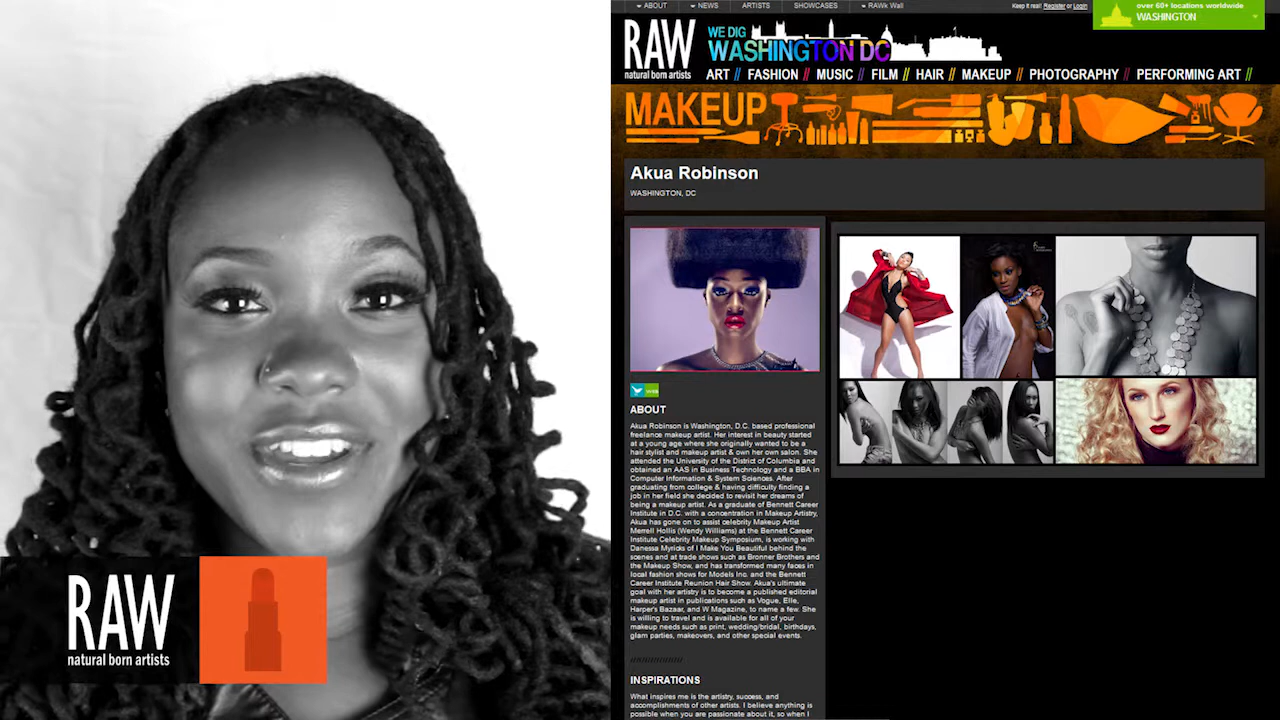 RAW
natural born artists
ABOUT
NEWS
ARTISTS
SHOWCASES
RAWk Wall
Keep it real! Register or Login
over 60+ locations worldwide
WASHINGTON
RAW
natural born artists
WE DIG
WASHINGTON DC
ART // FASHION // MUSIC // FILM // HAIR // MAKEUP // PHOTOGRAPHY // PERFORMING ART //
MAKEUP
Akua Robinson
WASHINGTON, DC
ABOUT
Akua Robinson is Washington, D.C. based professional
freelance makeup artist. Her interest in beauty started
at a young age where she originally wanted to be a
hair stylist and makeup artist & own her own salon. She
attended the University of the District of Columbia and
obtained an AAS in Business Technology and a BBA in
Computer Information & System Sciences. After
graduating from college & having difficulty finding a
job in her field she decided to revisit her dreams of
being a makeup artist. As a graduate of Bennett Career
Institute in D.C. with a concentration in Makeup Artistry,
Akua has gone on to assist celebrity Makeup Artist
Merrell Hollis (Wendy Williams) at the Bennett Career
Institute Celebrity Makeup Symposium, is working with
Danessa Myricks of I Make You Beautiful behind the
scenes and at trade shows such as Bronner Brothers and
the Makeup Show, and has transformed many faces in
local fashion shows for Models Inc. and the Bennett
Career Institute Reunion Hair Show. Akua's ultimate
goal with her artistry is to become a published editorial
makeup artist in publications such as Vogue, Elle,
Harper's Bazaar, and W Magazine, to name a few. She
is willing to travel and is available for all of your
makeup needs such as print, wedding/bridal, birthdays,
glam parties, makeovers, and other special events.
////////////////
INSPIRATIONS
What inspires me is the artistry, success, and
accomplishments of other artists. I believe anything is
possible when you are passionate about it, so when I